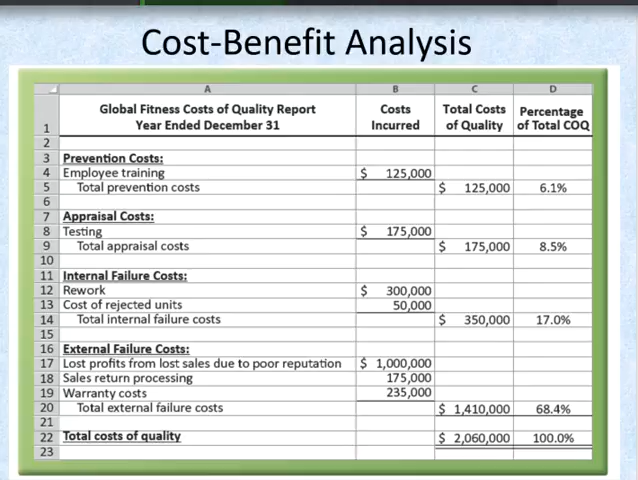 Cost-Benefit Analysis
A B C D
Global Fitness Costs of Quality Report Costs Total Costs Percentage
1 Year Ended December 31 Incurred of Quality of Total COQ
2
3 Prevention Costs:
4 Employee training $ 125,000
5 Total prevention costs $ 125,000 6.1%
6
7 Appraisal Costs:
8 Testing $ 175,000
9 Total appraisal costs $ 175,000 8.5%
10
11 Internal Failure Costs:
12 Rework $ 300,000
13 Cost of rejected units 50,000
14 Total internal failure costs $ 350,000 17.0%
15
16 External Failure Costs:
17 Lost profits from lost sales due to poor reputation $ 1,000,000
18 Sales return processing 175,000
19 Warranty costs 235,000
20 Total external failure costs $ 1,410,000 68.4%
21
22 Total costs of quality $ 2,060,000 100.0%
23